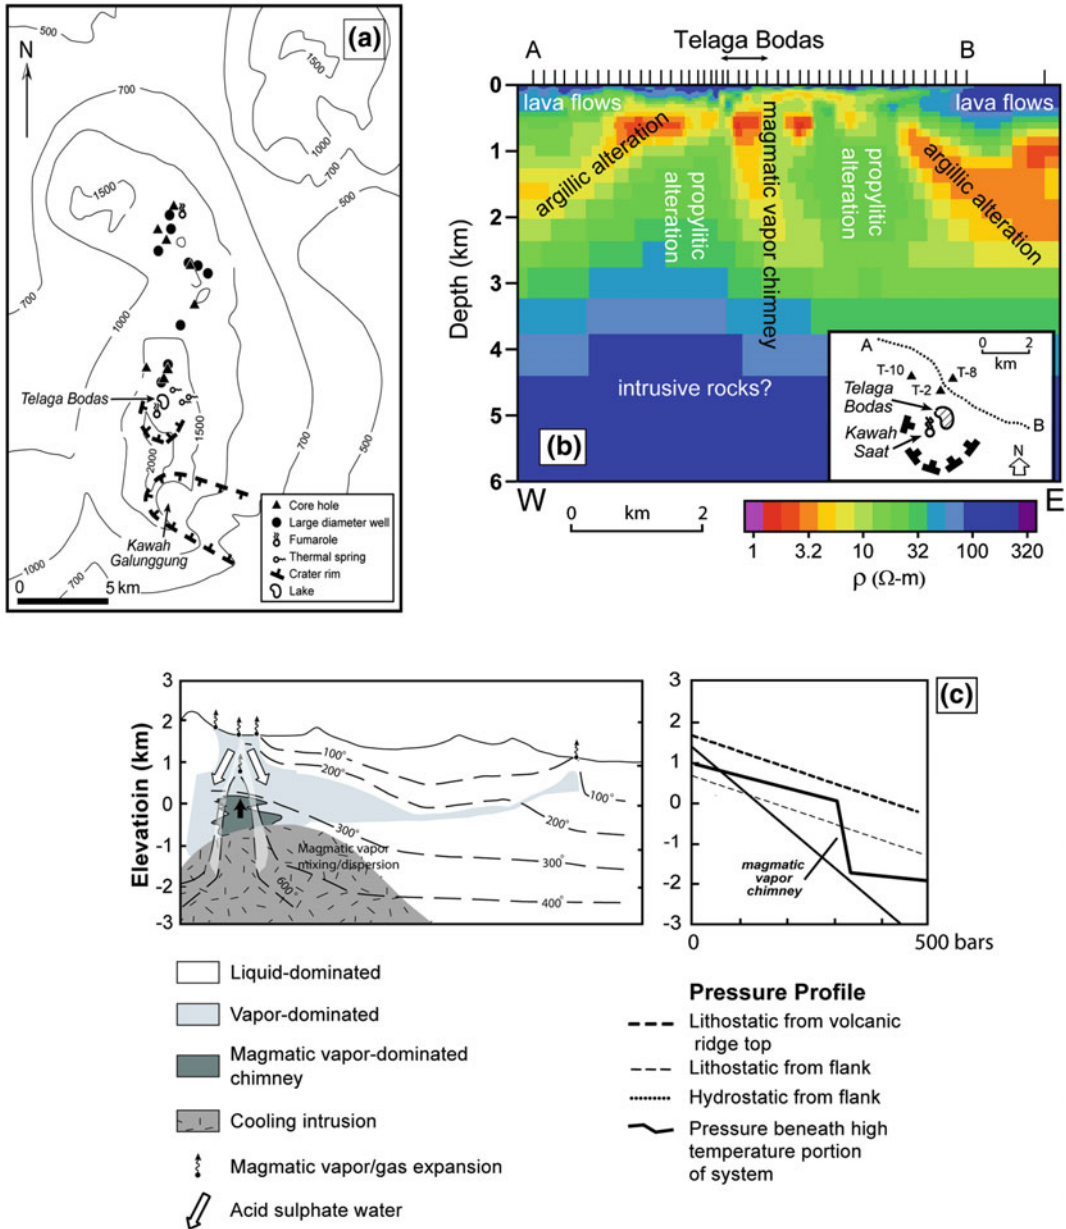 (a)
N
500
500
700
1500
1000
700
500
1500
700
1000
700
500
Telaga Bodas
1500
2000
Kawah
Galunggung
1000
700
0
5 km
Core hole
Large diameter well
Fumarole
Thermal spring
Crater rim
Lake
A
Telaga Bodas
B
Depth (km)
0
1
2
3
4
5
6
lava flows
lava flows
argillic alteration
propylitic
alteration
magmatic vapor chimney
propylitic
alteration
argillic alteration
intrusive rocks?
(b)
A
0 2
km
T-10
T-8
T-2
Telaga
Bodas
Kawah
Saat
B
N
W
E
0 km 2
1 3.2 10 32 100 320
ρ (Ω-m)
Elevatioin (km)
3
2
1
0
-1
-2
-3
100°
200°
300°
Magmatic vapor
mixing/dispersion
600°
100°
200°
300°
400°
(c)
3
2
1
0
-1
-2
-3
magmatic
vapor
chimney
0
500 bars
Liquid-dominated
Vapor-dominated
Magmatic vapor-dominated
chimney
Cooling intrusion
Magmatic vapor/gas expansion
Acid sulphate water
Pressure Profile
Lithostatic from volcanic
ridge top
Lithostatic from flank
Hydrostatic from flank
Pressure beneath high
temperature portion
of system